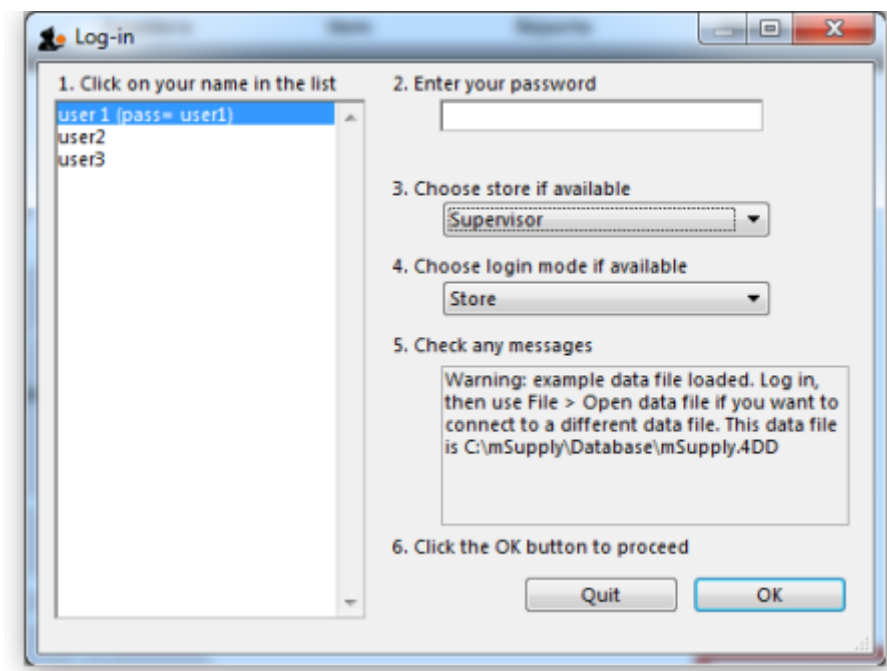 Log-in
1. Click on your name in the list
user 1 (pass= user1)
user2
user3
2. Enter your password
3. Choose store if available
Supervisor
4. Choose login mode if available
Store
5. Check any messages
Warning: example data file loaded. Log in,
then use File > Open data file if you want to
connect to a different data file. This data file
is C:\mSupply\Database\mSupply.4DD
6. Click the OK button to proceed
Quit
OK